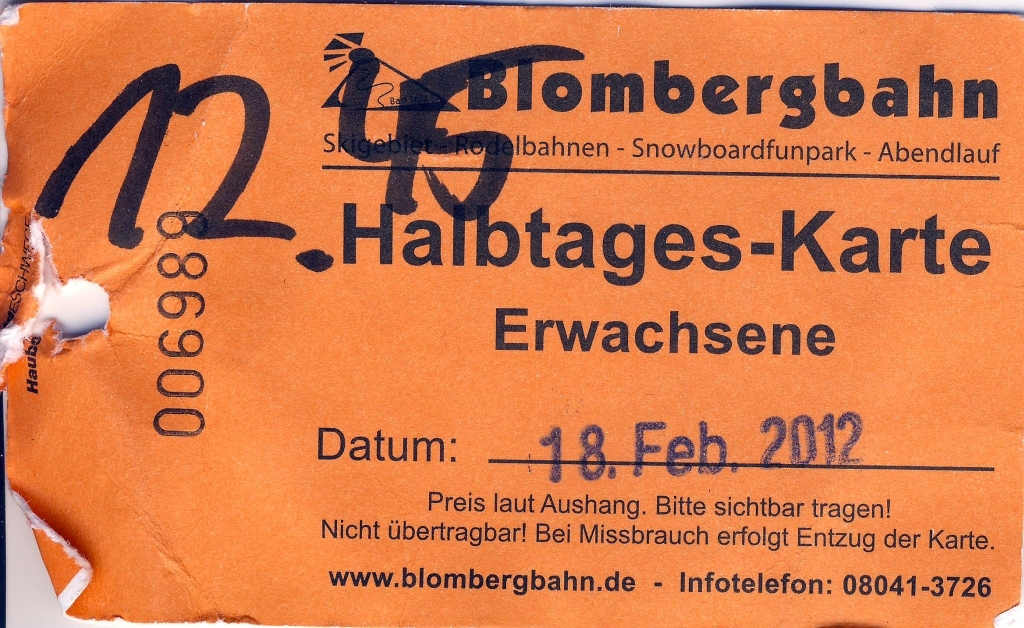 12.45
Blombergbahn
Skigebiet - Rodelbahnen - Snowboardfunpark - Abendlauf
Halbtages-Karte
Erwachsene
006988
Datum: 18. Feb. 2012
Preis laut Aushang. Bitte sichtbar tragen!
Nicht übertragbar! Bei Missbrauch erfolgt Entzug der Karte.
www.blombergbahn.de - Infotelefon: 08041-3726